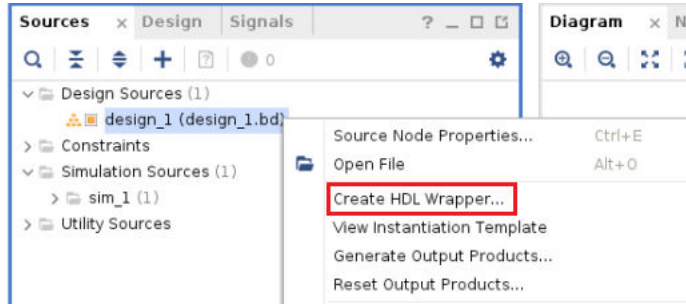 Sources × Design Signals ? _ Diagram × N
0
Design Sources (1)
design_1 (design_1.bd)
Source Node Properties... Ctrl+E
Constraints
Open File Alt+O
Simulation Sources (1)
sim_1 (1)
Create HDL Wrapper...
Utility Sources
View Instantiation Template
Generate Output Products...
Reset Output Products...